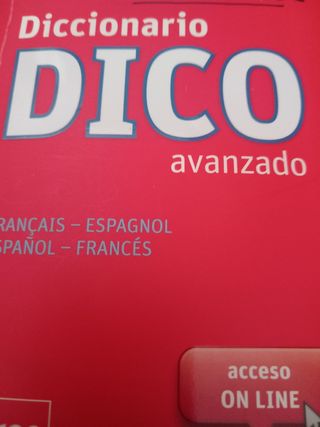 Diccionario
DICO
avanzado
RANÇAIS – ESPAGNOL
SPAÑOL – FRANCÉS
acceso
ON LINE